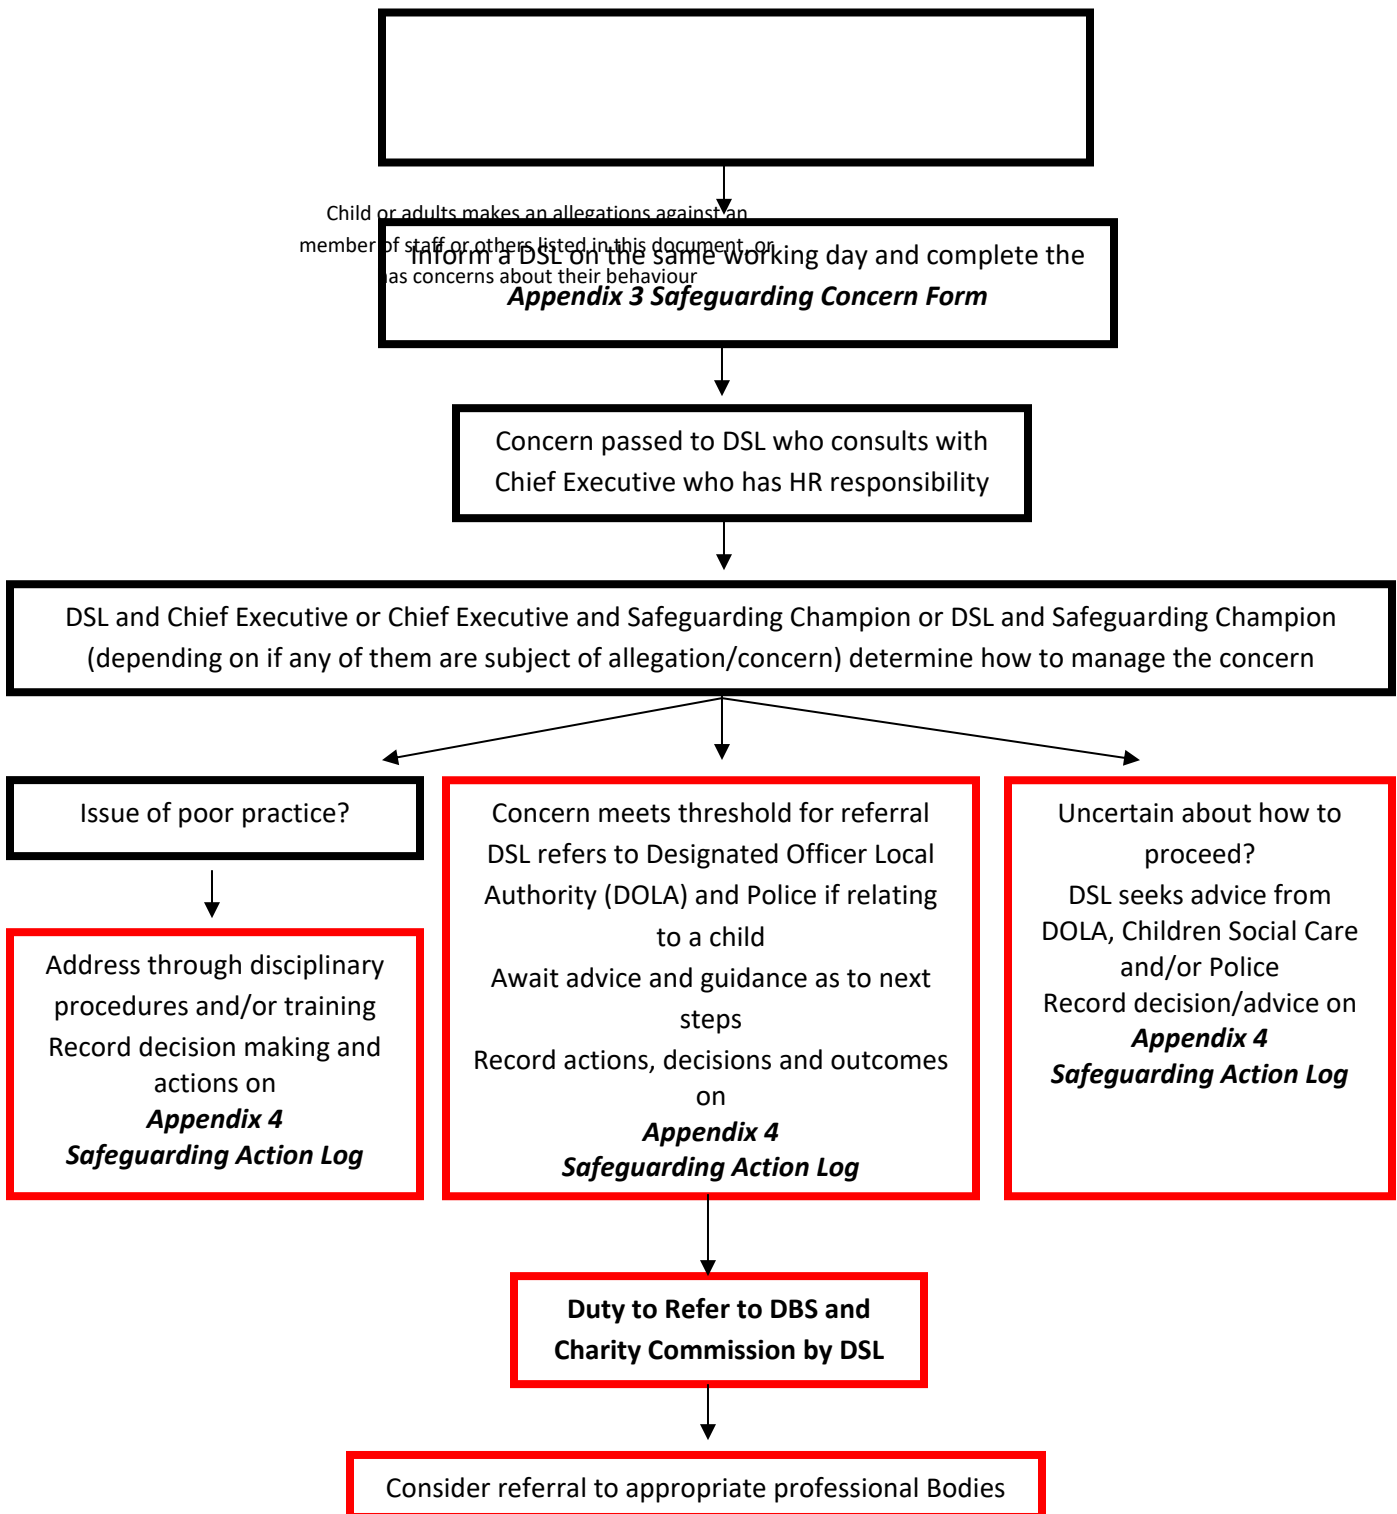 Child or adults makes an allegations against an
member of staff or others listed in this document, or
has concerns about their behaviour
Inform a DSL on the same working day and complete the
Appendix 3 Safeguarding Concern Form
Concern passed to DSL who consults with
Chief Executive who has HR responsibility
DSL and Chief Executive or Chief Executive and Safeguarding Champion or DSL and Safeguarding Champion
(depending on if any of them are subject of allegation/concern) determine how to manage the concern
Issue of poor practice?
Address through disciplinary
procedures and/or training
Record decision making and
actions on
Appendix 4
Safeguarding Action Log
Concern meets threshold for referral
DSL refers to Designated Officer Local
Authority (DOLA) and Police if relating
to a child
Await advice and guidance as to next
steps
Record actions, decisions and outcomes
on
Appendix 4
Safeguarding Action Log
Uncertain about how to
proceed?
DSL seeks advice from
DOLA, Children Social Care
and/or Police
Record decision/advice on
Appendix 4
Safeguarding Action Log
Duty to Refer to DBS and
Charity Commission by DSL
Consider referral to appropriate professional Bodies